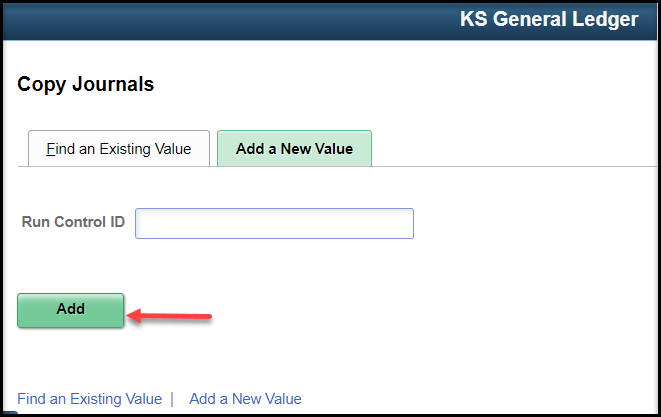 KS General Ledger
Copy Journals
Find an Existing Value Add a New Value
Run Control ID
Add
Find an Existing Value | Add a New Value